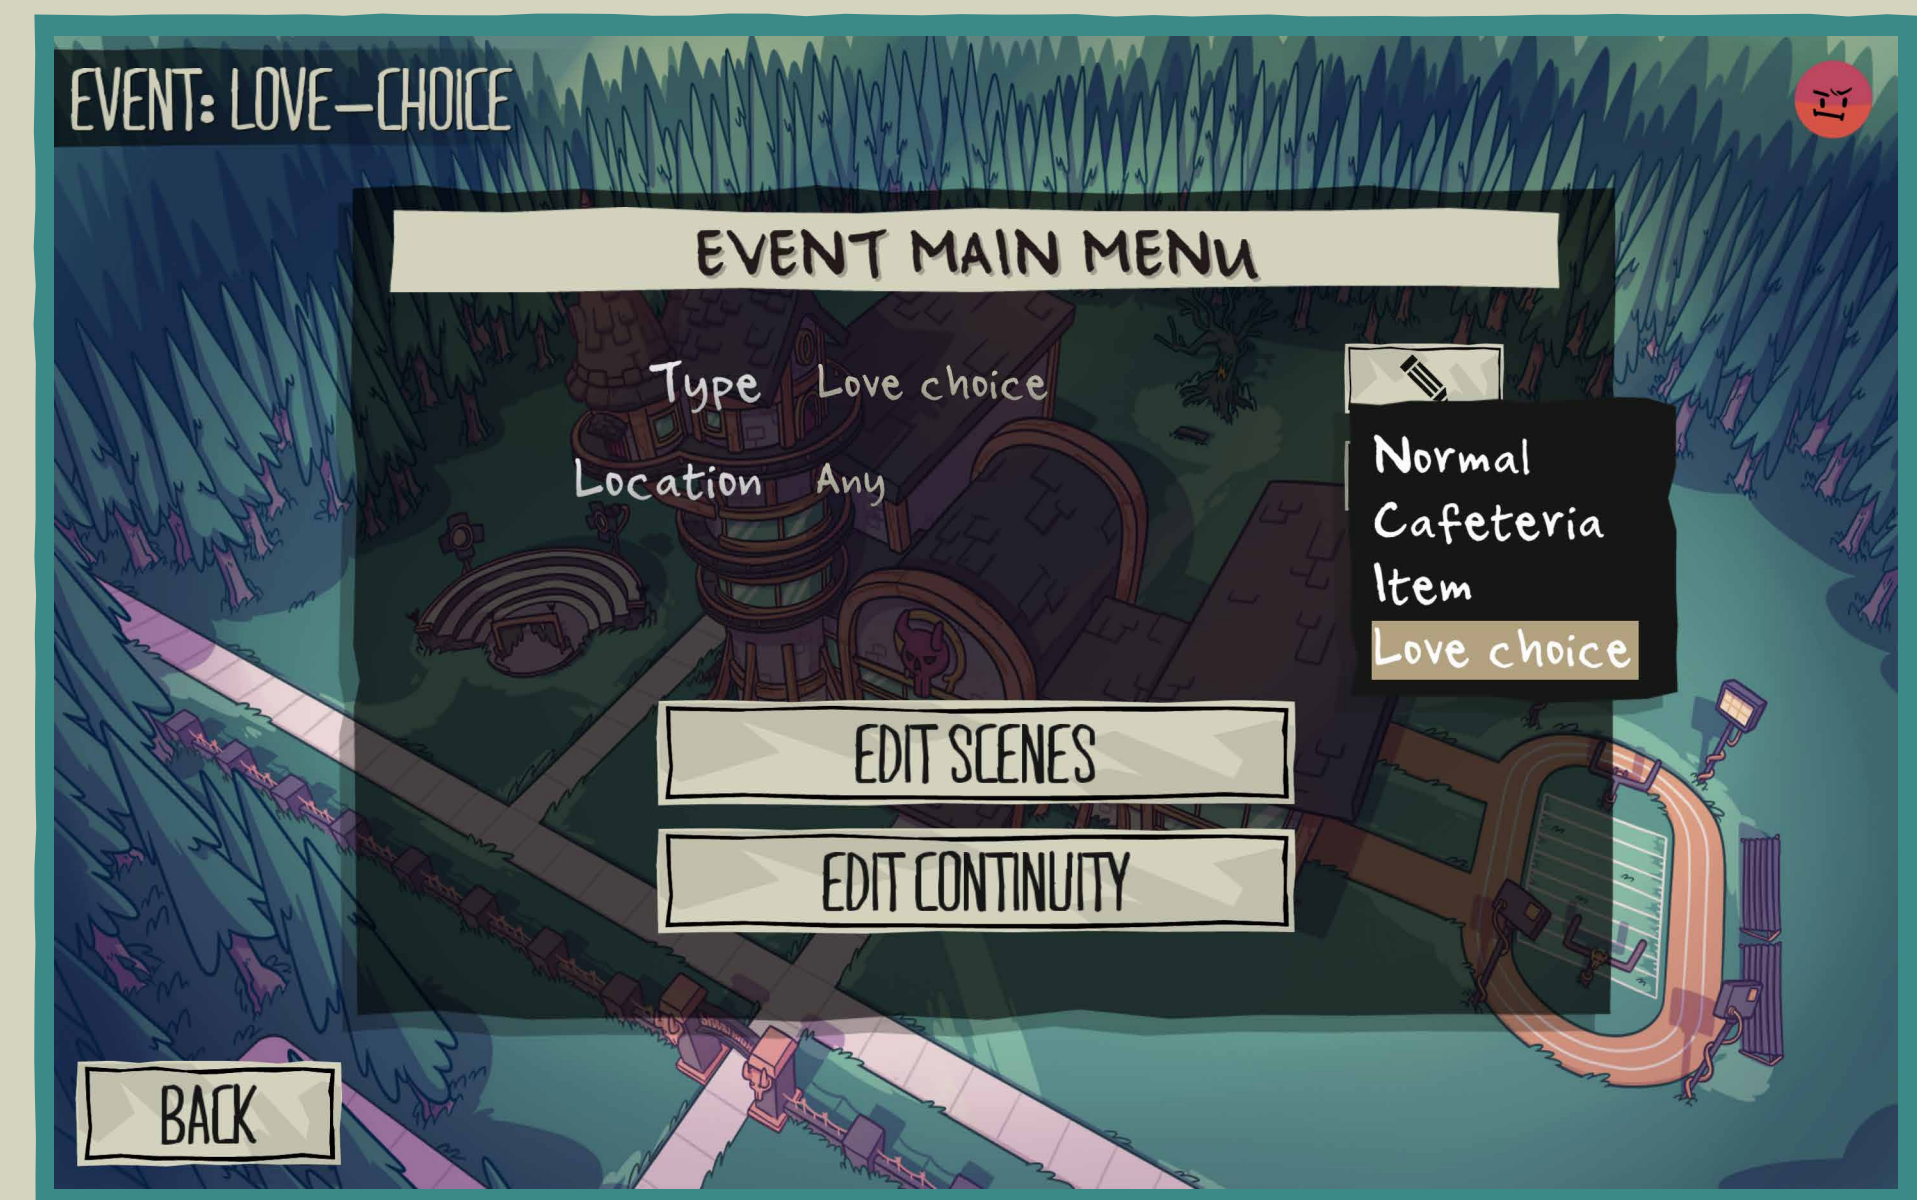 EVENT: LOVE-CHOICE
EVENT MAIN MENU
Type Love choice
Location Any
Normal
Cafeteria
Item
Love choice
EDIT SCENES
EDIT CONTINUITY
BACK